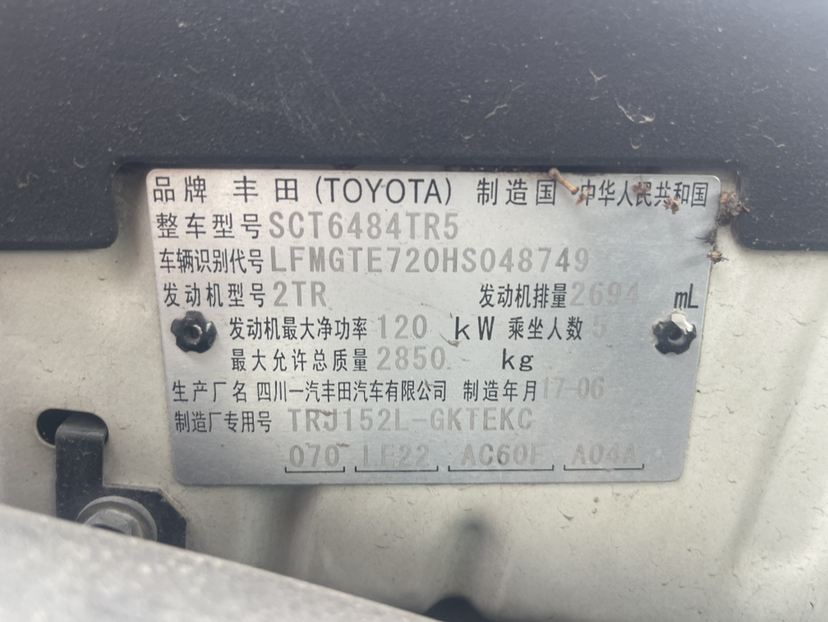 品牌 丰田(TOYOTA) 制造国 中华人民共和国
整车型号 SCT6484TR5
车辆识别代号 LFMGTE720HS048749
发动机型号 2TR 发动机排量 2694 mL
发动机最大净功率 120 kW 乘坐人数 5
最大允许总质量 2850 kg
生产厂名 四川一汽丰田汽车有限公司 制造年月 17-06
制造厂专用号 TRJ152L-GKTEKC
070 LE22 AC60F A04A